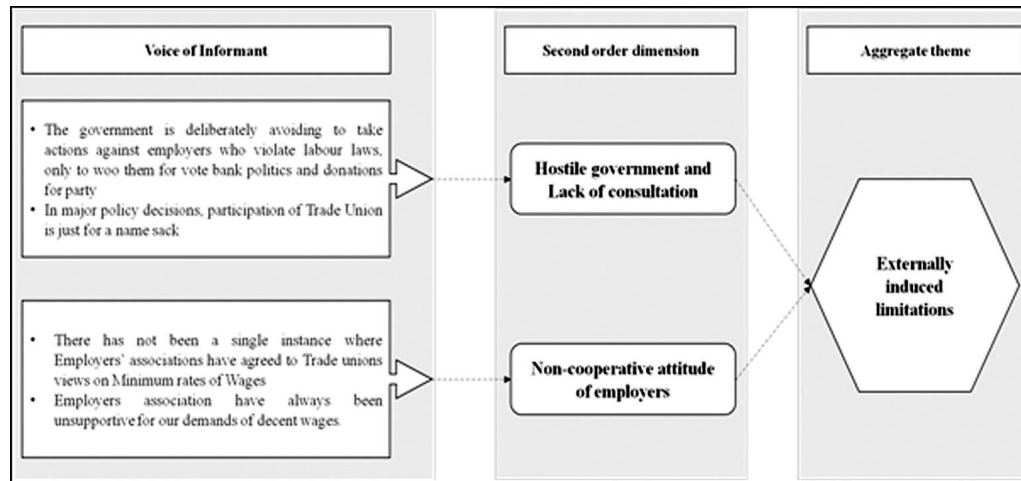 Voice of Informant
Second order dimension
Aggregate theme
• The government is deliberately avoiding to take
actions against employers who violate labour laws,
only to woo them for vote bank politics and donations
for party
• In major policy decisions, participation of Trade Union
is just for a name sack
Hostile government and
Lack of consultation
• There has not been a single instance where
Employers' associations have agreed to Trade unions
views on Minimum rates of Wages
• Employers association have always been
unsupportive for our demands of decent wages.
Non-cooperative attitude
of employers
Externally
induced
limitations